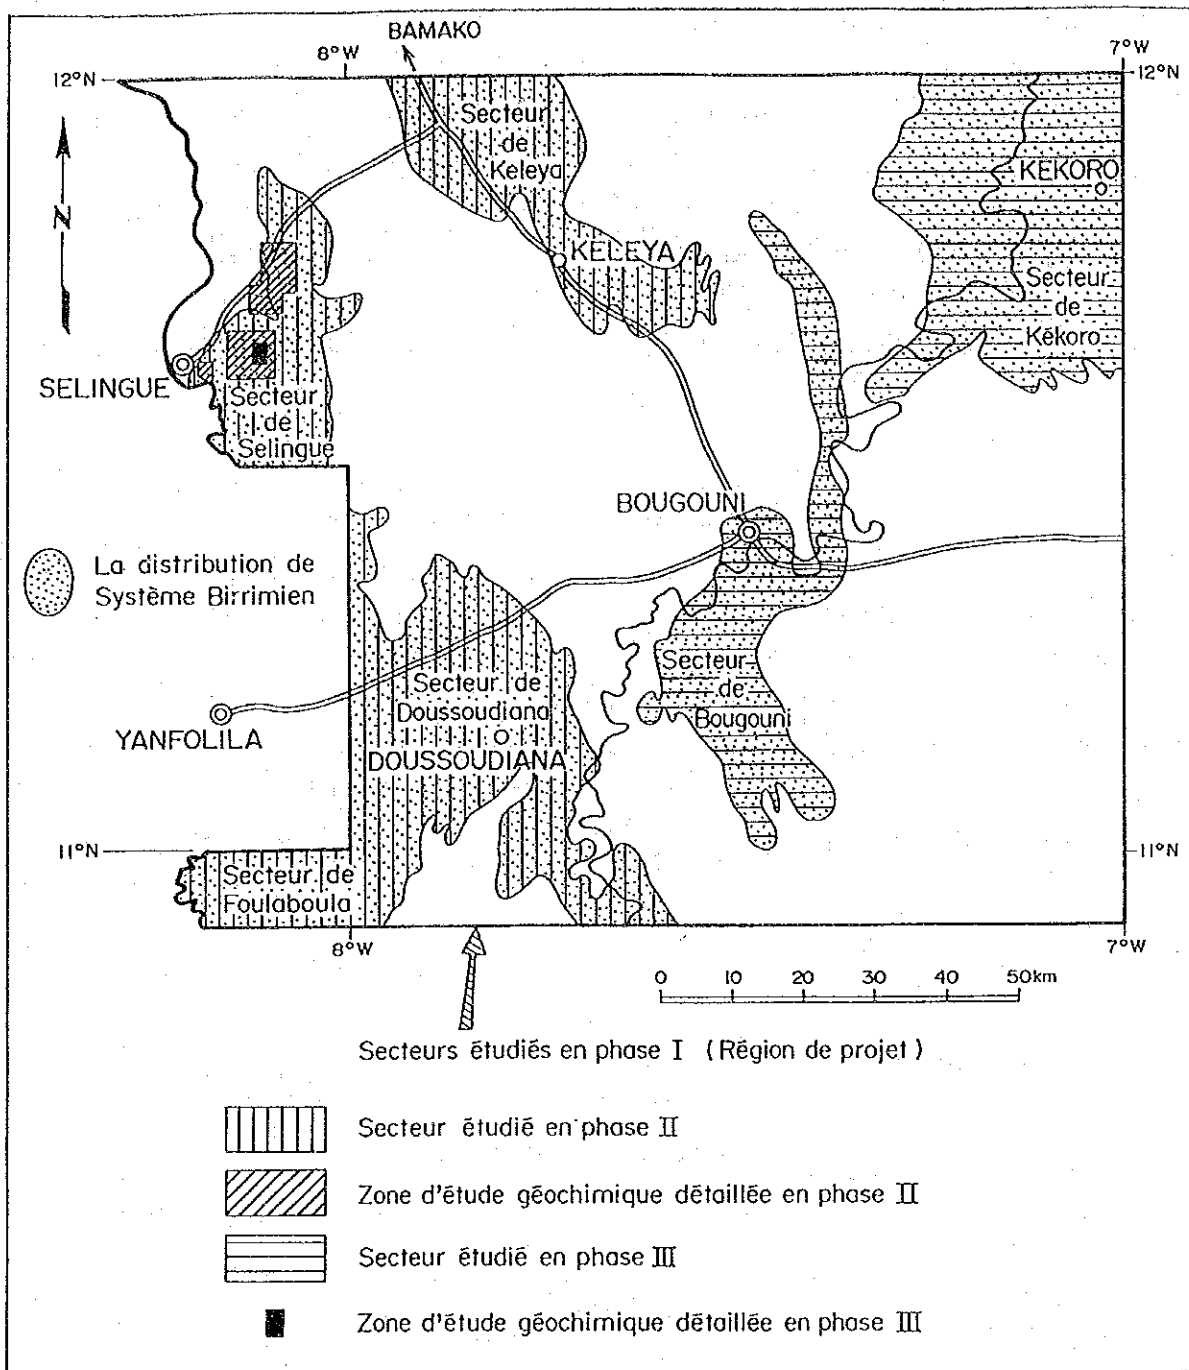 BAMAKO
8°W
7°W
12°N
12°N
Secteur
de
Keleya
KEKORO
N
KELEYA
Secteur
de
Kékoro
SELINGUE
Secteur
de
Selingue
BOUGOUNI
La distribution de
Système Birrimien
Secteur
de
Bougouni
Secteur de
Doussoudiana
YANFOLILA
DOUSSOUDIANA
11°N
11°N
Secteur de
Foulaboula
8°W
7°W
0 10 20 30 40 50km
Secteurs étudiés en phase I (Région de projet)
Secteur étudié en phase II
Zone d'étude géochimique détaillée en phase II
Secteur étudié en phase III
Zone d'étude géochimique détaillée en phase III